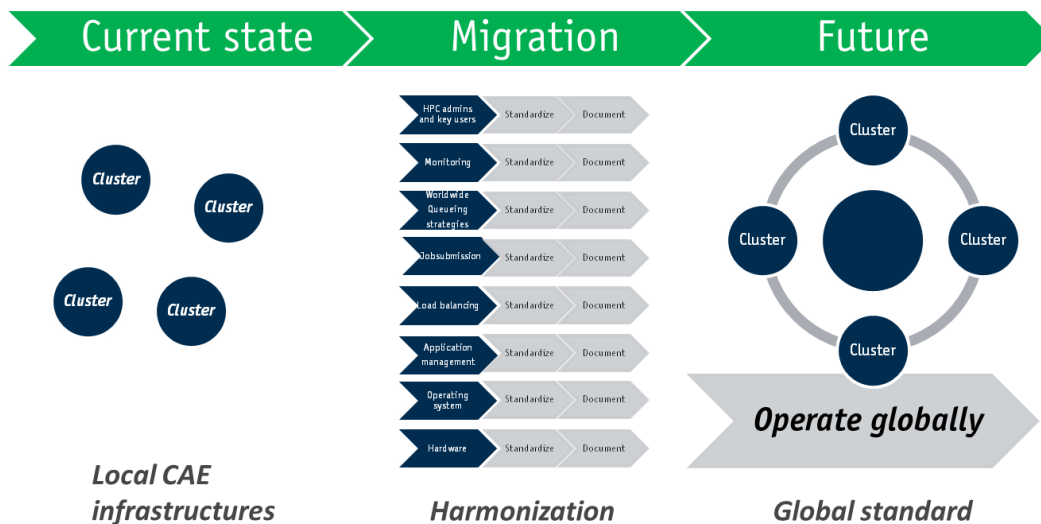 Current state
Migration
Future
Cluster
Cluster
Cluster
Cluster
Local CAE
infrastructures
HPC admins
and key users
Standardize
Document
Monitoring
Standardize
Document
Worldwide
Queueing
strategies
Standardize
Document
Jobsubmission
Standardize
Document
Load balancing
Standardize
Document
Application
management
Standardize
Document
Operating
system
Standardize
Document
Hardware
Standardize
Document
Harmonization
Cluster
Cluster
Cluster
Cluster
Operate globally
Global standard